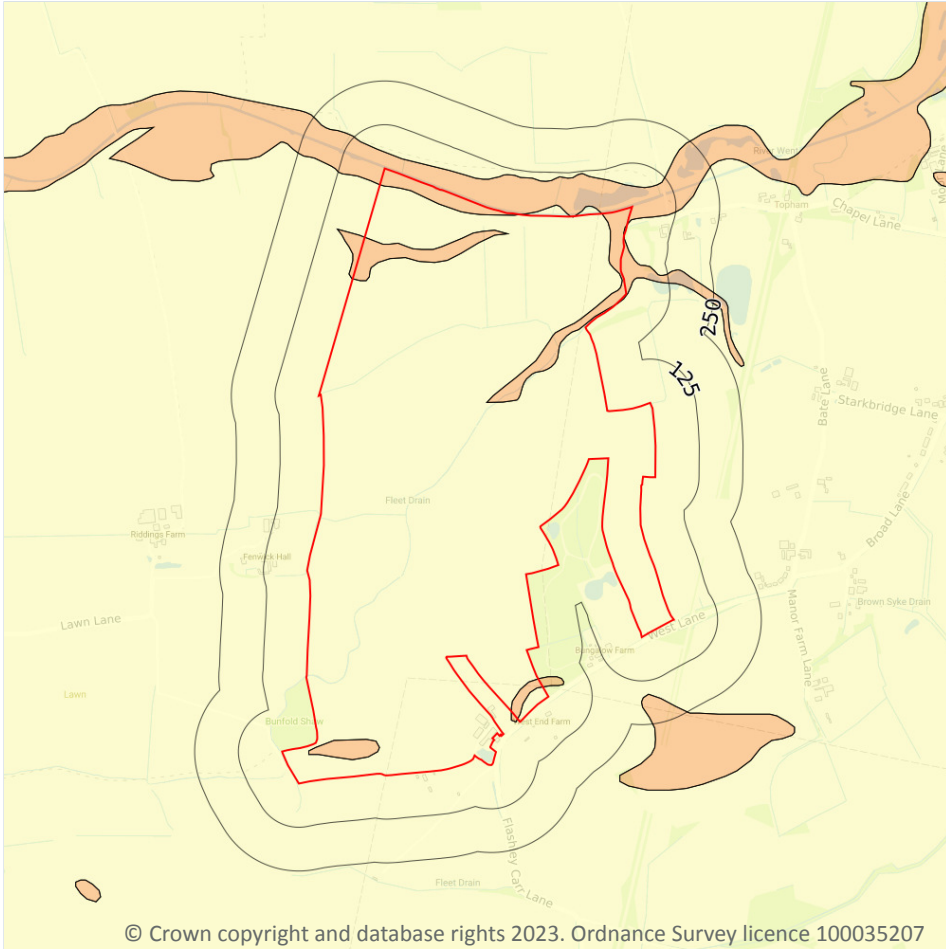 River Went
Topham
Chapel Lane
250
125
Bate Lane
Starkbridge Lane
Fleet Drain
Broad Lane
Riddings Farm
Fenwick Hall
Brown Syke Drain
Manor Farm Lane
Lawn Lane
West Lane
Bungalow Farm
Lawn
Bunfold Shaw
End Farm
Flashley Carr Lane
Fleet Drain
© Crown copyright and database rights 2023. Ordnance Survey licence 100035207